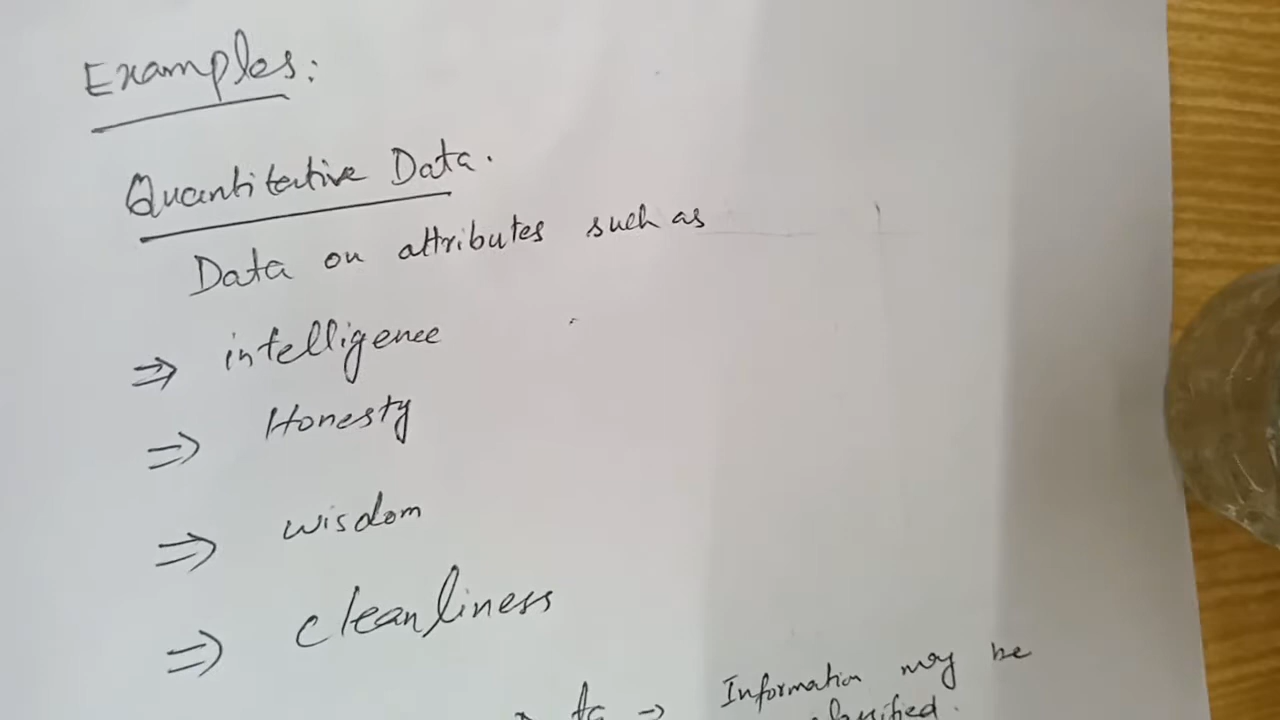 Examples:
Quantitative Data.
Data on attributes such as
⇒ intelligence
⇒ Honesty
⇒ wisdom
⇒ cleanliness
→ Information may be